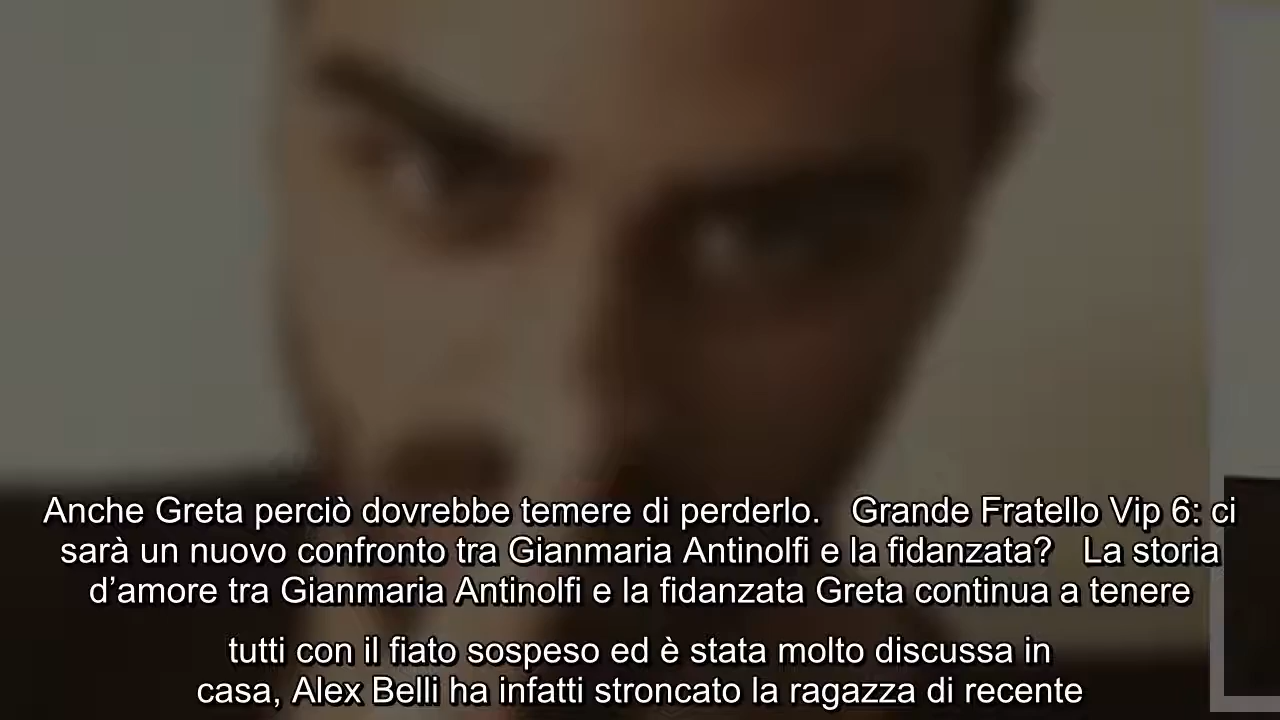 Anche Greta perciò dovrebbe temere di perderlo.   Grande Fratello Vip 6: ci
sarà un nuovo confronto tra Gianmaria Antinolfi e la fidanzata?   La storia
d’amore tra Gianmaria Antinolfi e la fidanzata Greta continua a tenere
tutti con il fiato sospeso ed è stata molto discussa in
casa, Alex Belli ha infatti stroncato la ragazza di recente